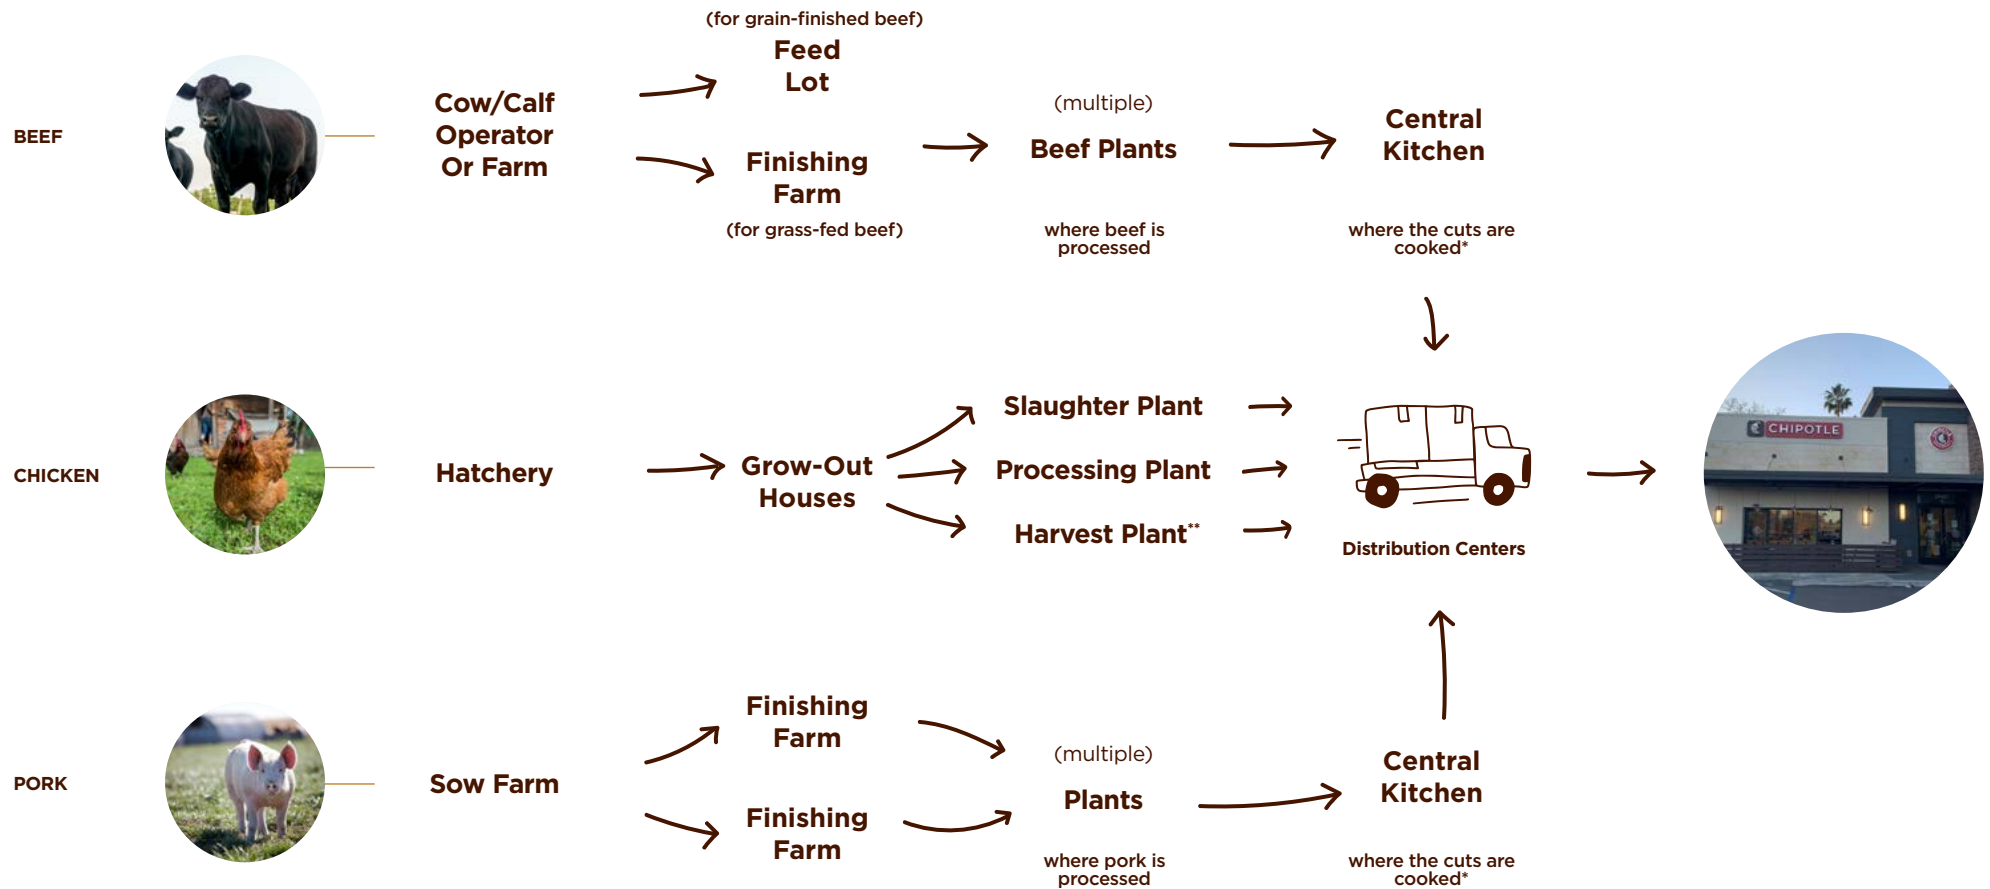 BEEF
Cow/Calf
Operator
Or Farm
(for grain-finished beef)
Feed
Lot
Finishing
Farm
(for grass-fed beef)
(multiple)
Beef Plants
where beef is
processed
Central
Kitchen
where the cuts are
cooked*
CHICKEN
Hatchery
Grow-Out
Houses
Slaughter Plant
Processing Plant
Harvest Plant**
Distribution Centers
CHIPOTLE
PORK
Sow Farm
Finishing
Farm
Finishing
Farm
(multiple)
Plants
where pork is
processed
Central
Kitchen
where the cuts are
cooked*